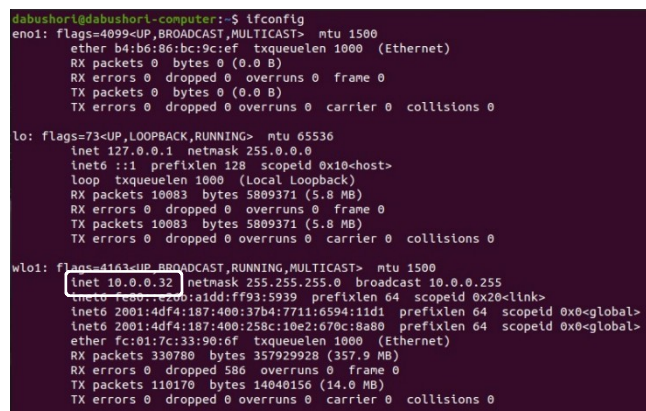 dabushori@dabushori-computer:~$ ifconfig
eno1: flags=4099<UP,BROADCAST,MULTICAST>  mtu 1500
        ether b4:b6:86:bc:9c:ef  txqueuelen 1000  (Ethernet)
        RX packets 0  bytes 0 (0.0 B)
        RX errors 0  dropped 0  overruns 0  frame 0
        TX packets 0  bytes 0 (0.0 B)
        TX errors 0  dropped 0 overruns 0  carrier 0  collisions 0

lo: flags=73<UP,LOOPBACK,RUNNING>  mtu 65536
        inet 127.0.0.1  netmask 255.0.0.0
        inet6 ::1  prefixlen 128  scopeid 0x10<host>
        loop  txqueuelen 1000  (Local Loopback)
        RX packets 10083  bytes 5809371 (5.8 MB)
        RX errors 0  dropped 0  overruns 0  frame 0
        TX packets 10083  bytes 5809371 (5.8 MB)
        TX errors 0  dropped 0 overruns 0  carrier 0  collisions 0

wlo1: flags=4163<UP,BROADCAST,RUNNING,MULTICAST>  mtu 1500
        inet 10.0.0.32  netmask 255.255.255.0  broadcast 10.0.0.255
        inet6 prefixlen 64  scopeid 0x20<link>
        inet6 2001:4df4:187:400:37b4:7711:6594:11d1  prefixlen 64  scopeid 0x0<global>
        inet6 2001:4df4:187:400:258c:10e2:670c:8a80  prefixlen 64  scopeid 0x0<global>
        ether fc:01:7c:33:90:6f  txqueuelen 1000  (Ethernet)
        RX packets 330780  bytes 357929928 (357.9 MB)
        RX errors 0  dropped 586  overruns 0  frame 0
        TX packets 110170  bytes 14040156 (14.0 MB)
        TX errors 0  dropped 0 overruns 0  carrier 0  collisions 0